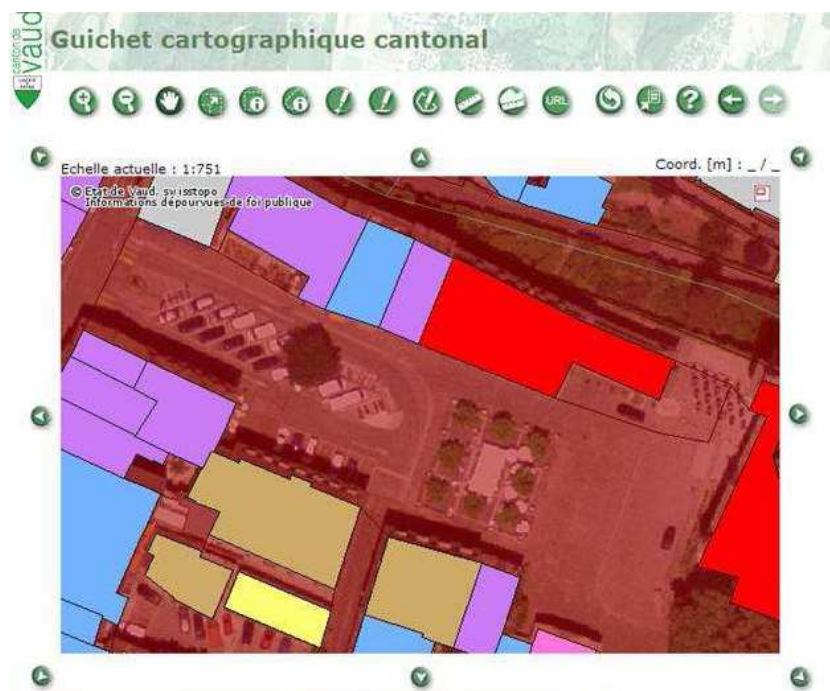 canton de
vaud
Guichet cartographique cantonal
URL
?
Echelle actuelle : 1:751
Coord. [m] : _ / _
© Etat de Vaud, swisstopo
Informations dépourvues de foi publique